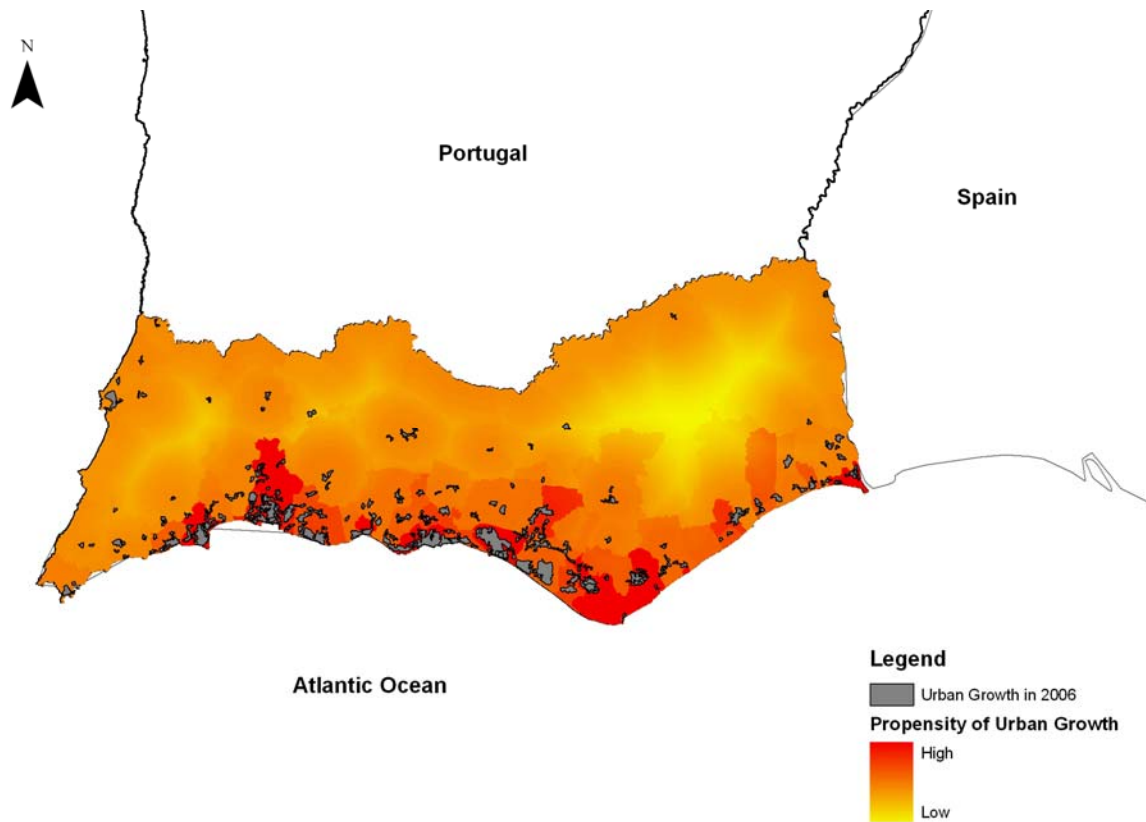 N
Portugal
Spain
Atlantic Ocean
Legend
Urban Growth in 2006
Propensity of Urban Growth
High
Low